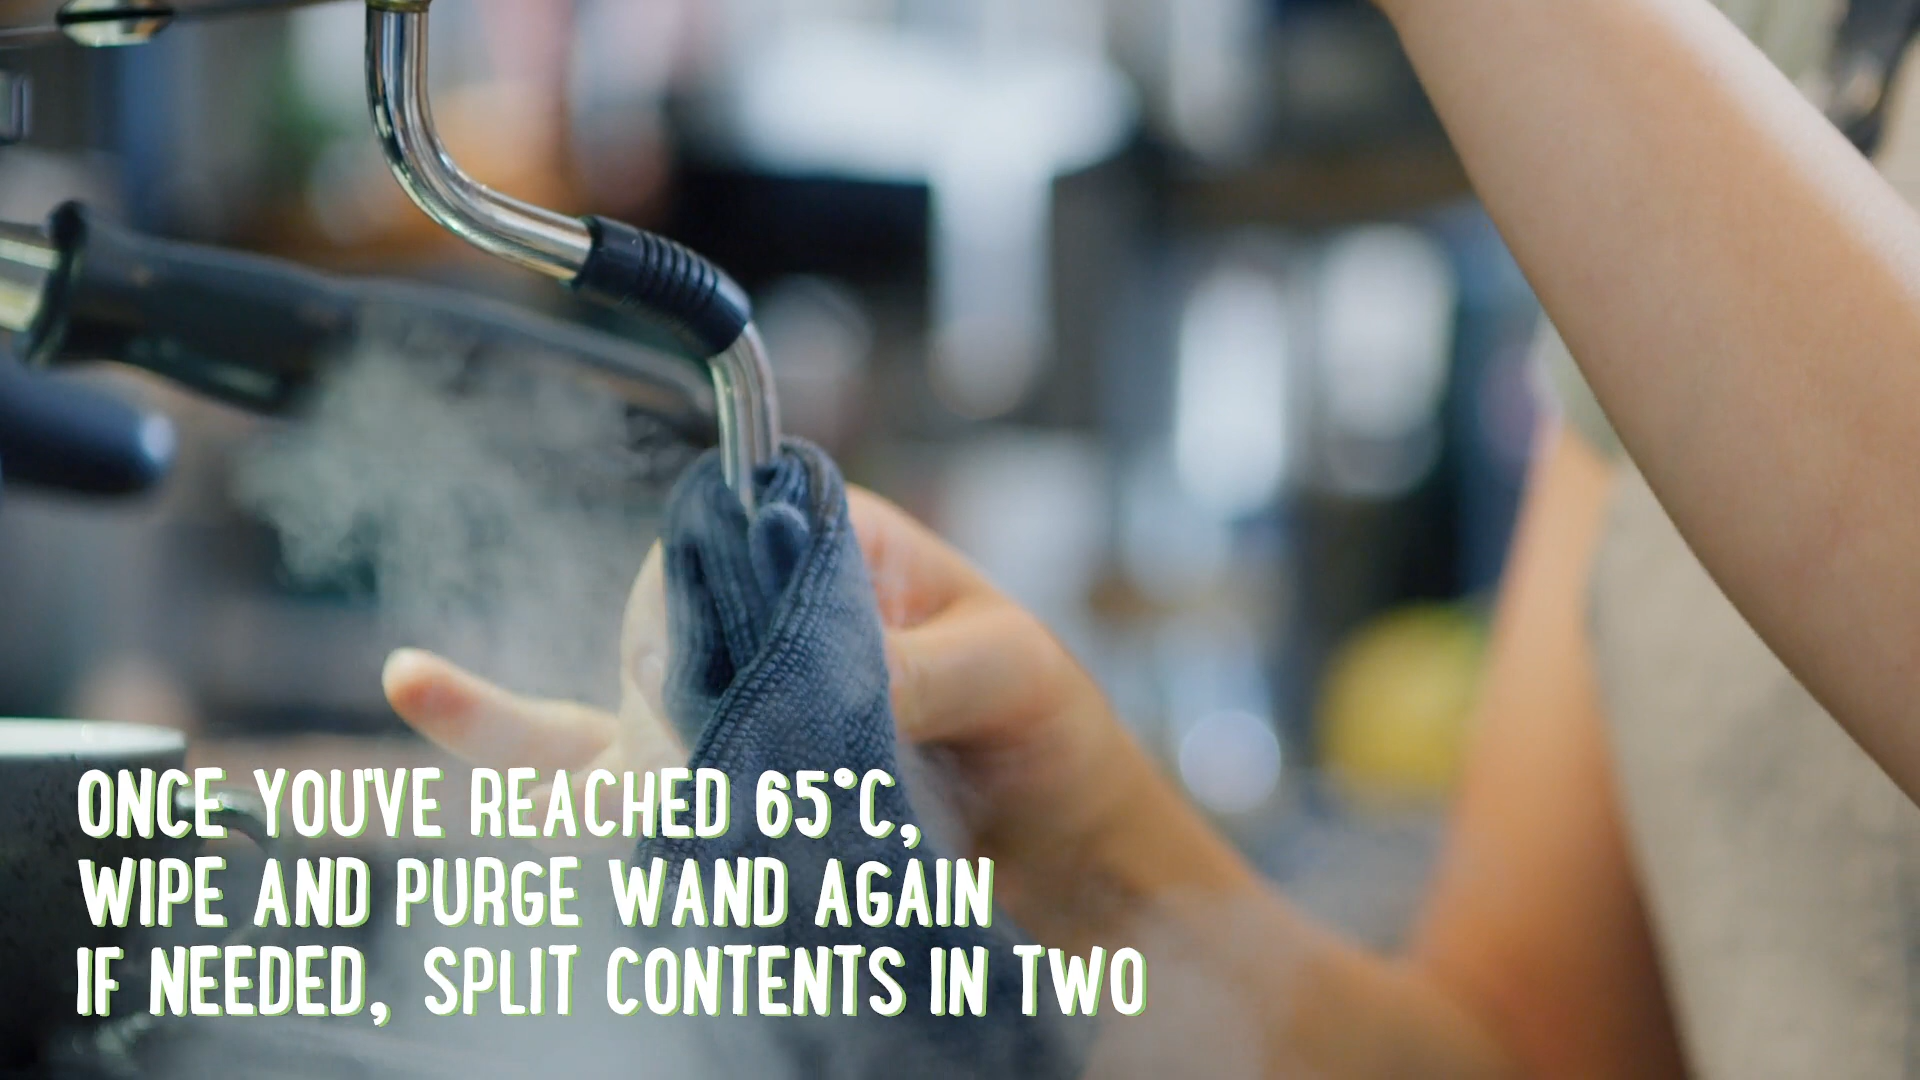 ONCE YOU'VE REACHED 65°C,
WIPE AND PURGE WAND AGAIN
IF NEEDED, SPLIT CONTENTS IN TWO